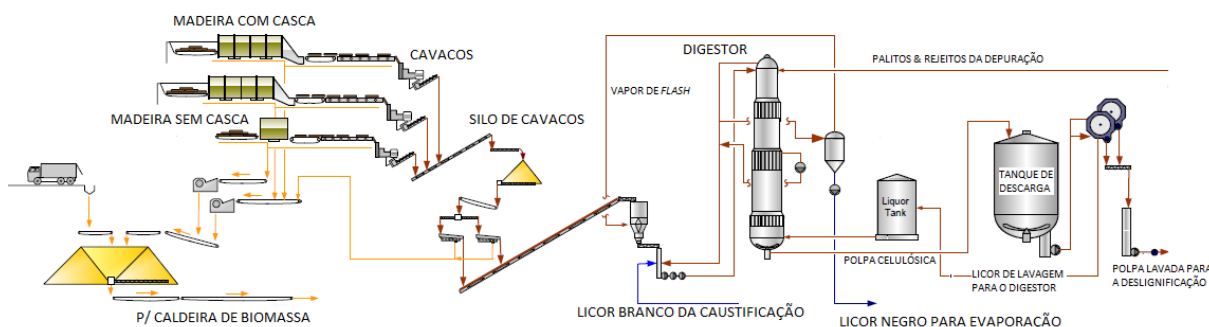 MADEIRA COM CASCA
CAVACOS
MADEIRA SEM CASCA
SILO DE CAVACOS
P/ CALDEIRA DE BIOMASSA
DIGESTOR
VAPOR DE FLASH
PALITOS & REJEITOS DA DEPURAÇÃO
Liquor
Tank
TANQUE DE
DESCARGA
POLPA CELULÓSICA
LICOR DE LAVAGEM
PARA O DIGESTOR
POLPA LAVADA PARA
A DESLIGNIFICAÇÃO
LICOR BRANCO DA CAUSTIFICAÇÃO
LICOR NEGRO PARA EVAPORAÇÃO